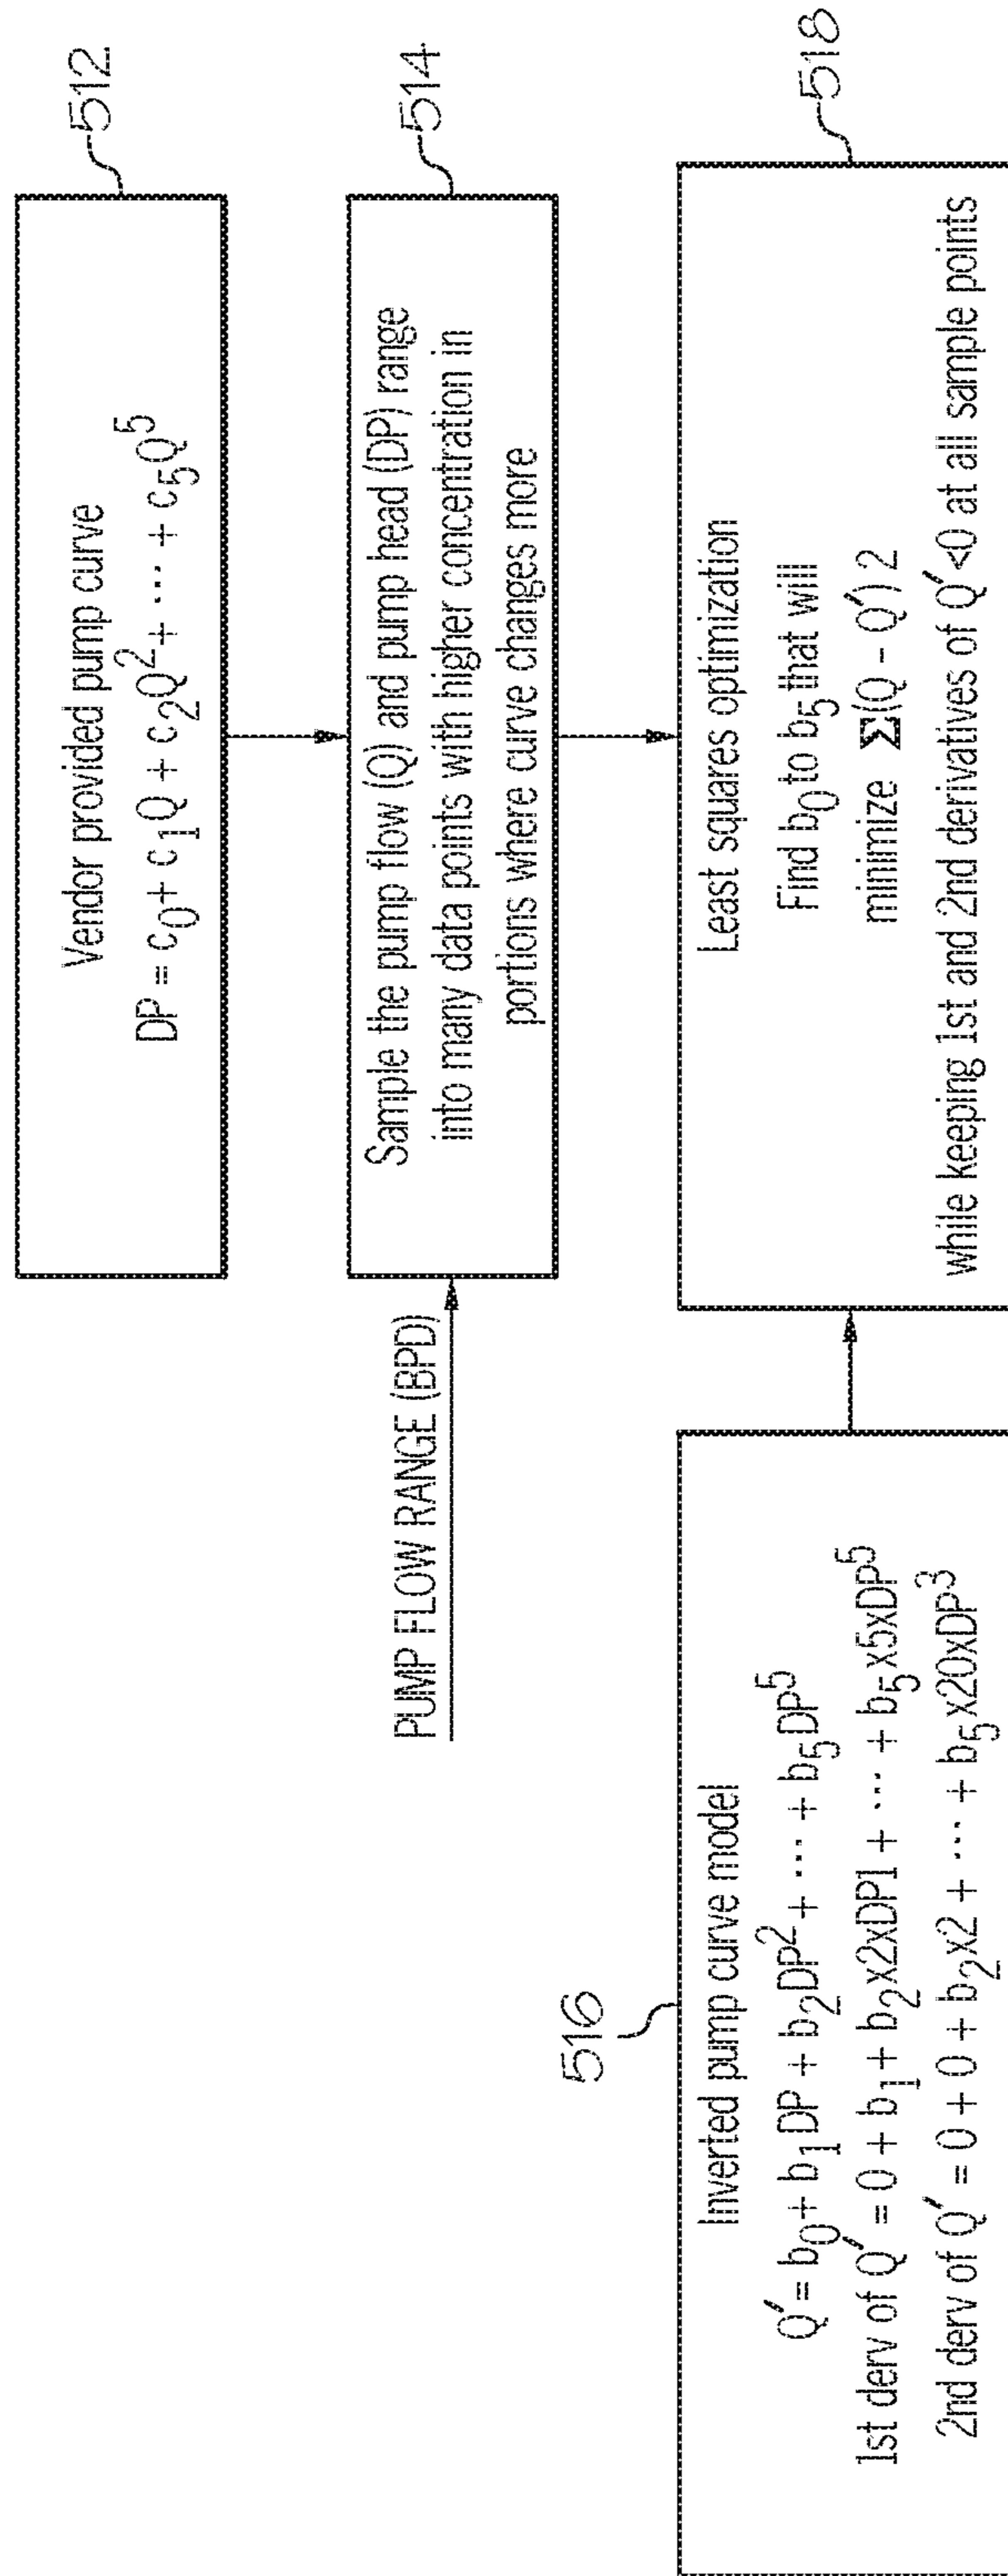 512
Vendor provided pump curve
DP = c₀ + c₁Q + c₂Q² + ··· + c₅Q⁵
514
Sample the pump flow (Q) and pump head (DP) range
into many data points with higher concentration in
portions where curve changes more
PUMP FLOW RANGE (BPD)
516
Inverted pump curve model
Q′ = b₀ + b₁DP + b₂DP² + ··· + b₅DP⁵
1st derv of Q′ = 0 + b₁ + b₂x2xDP1 + ··· + b₅x5xDP⁵
2nd derv of Q′ = 0 + 0 + b₂x2 + ··· + b₅x20xDP³
518
Least squares optimization
Find b₀ to b₅ that will
minimize Σ(Q - Q′) 2
while keeping 1st and 2nd derivatives of Q′ <0 at all sample points